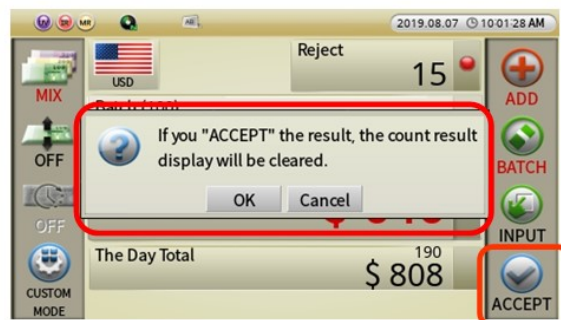 UV
MR
2019.08.07 10:01:28 AM
MIX
USD
Reject
15
ADD
If you "ACCEPT" the result, the count result
display will be cleared.
OK Cancel
OFF
BATCH
OFF
INPUT
The Day Total
190
$ 808
CUSTOM
MODE
ACCEPT